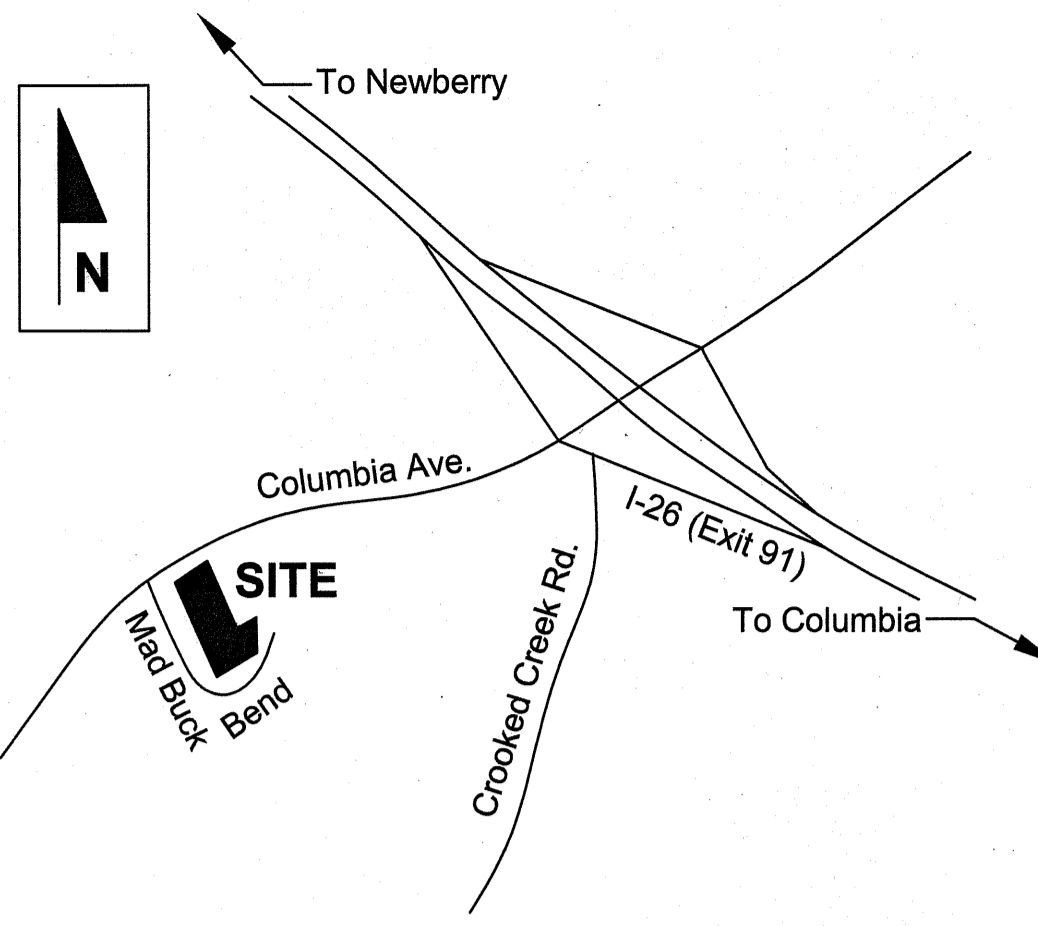 To Newberry
N
Columbia Ave.
I-26 (Exit 91)
SITE
To Columbia
Mad Buck
Bend
Crooked Creek Rd.